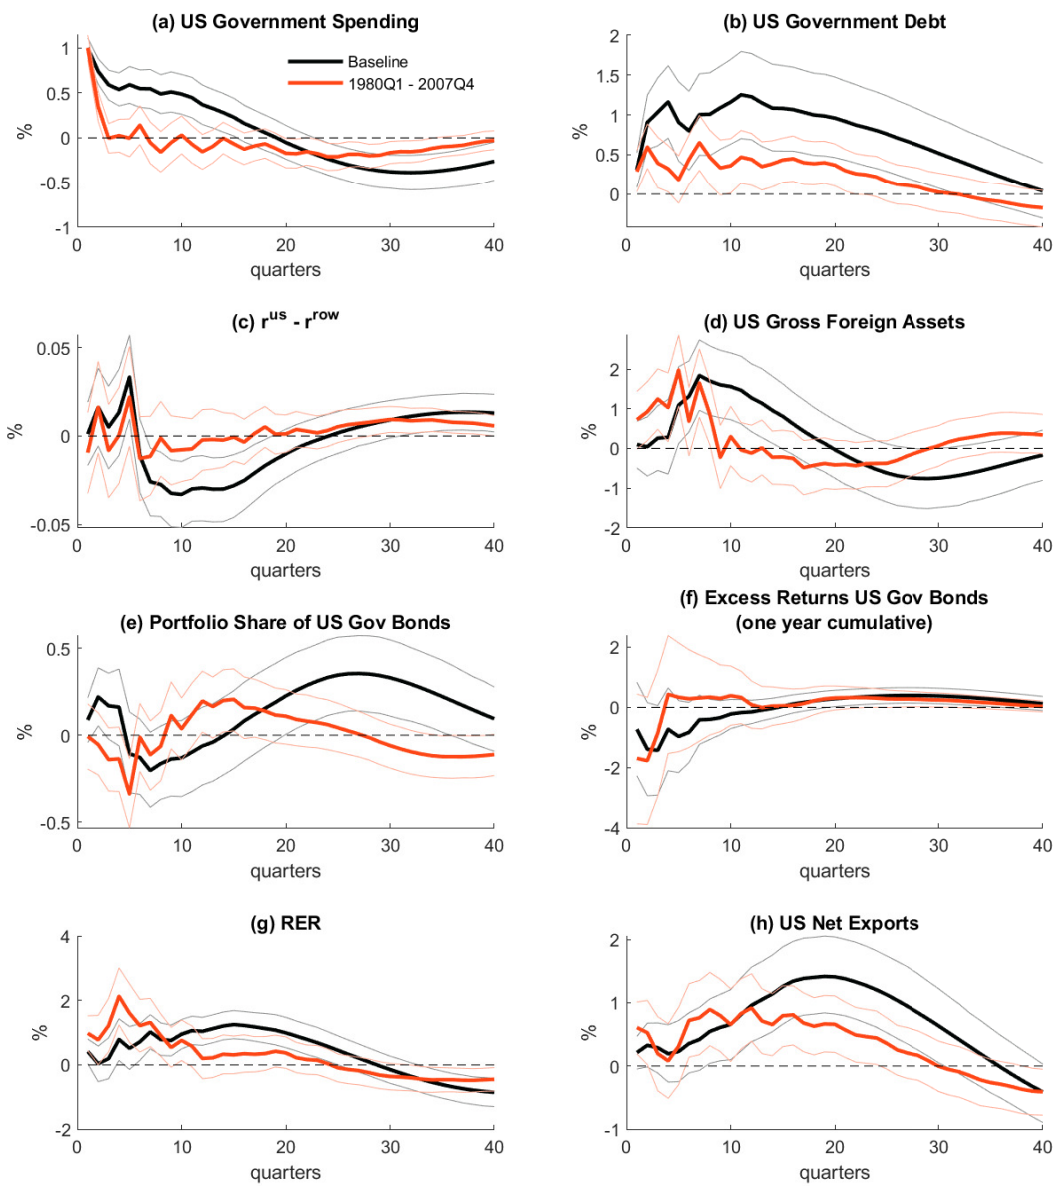 (a) US Government Spending
1
0.5
0
-0.5
-1
%
0 10 20 30 40
quarters
Baseline
1980Q1 - 2007Q4
(b) US Government Debt
2
1.5
1
0.5
0
%
0 10 20 30 40
quarters
(c) r^us - r^row
0.05
0
-0.05
%
0 10 20 30 40
quarters
(d) US Gross Foreign Assets
2
1
0
-1
-2
%
0 10 20 30 40
quarters
(e) Portfolio Share of US Gov Bonds
0.5
0
-0.5
%
0 10 20 30 40
quarters
(f) Excess Returns US Gov Bonds
(one year cumulative)
2
0
-2
-4
%
0 10 20 30 40
quarters
(g) RER
4
2
0
-2
%
0 10 20 30 40
quarters
(h) US Net Exports
2
1
0
-1
%
0 10 20 30 40
quarters